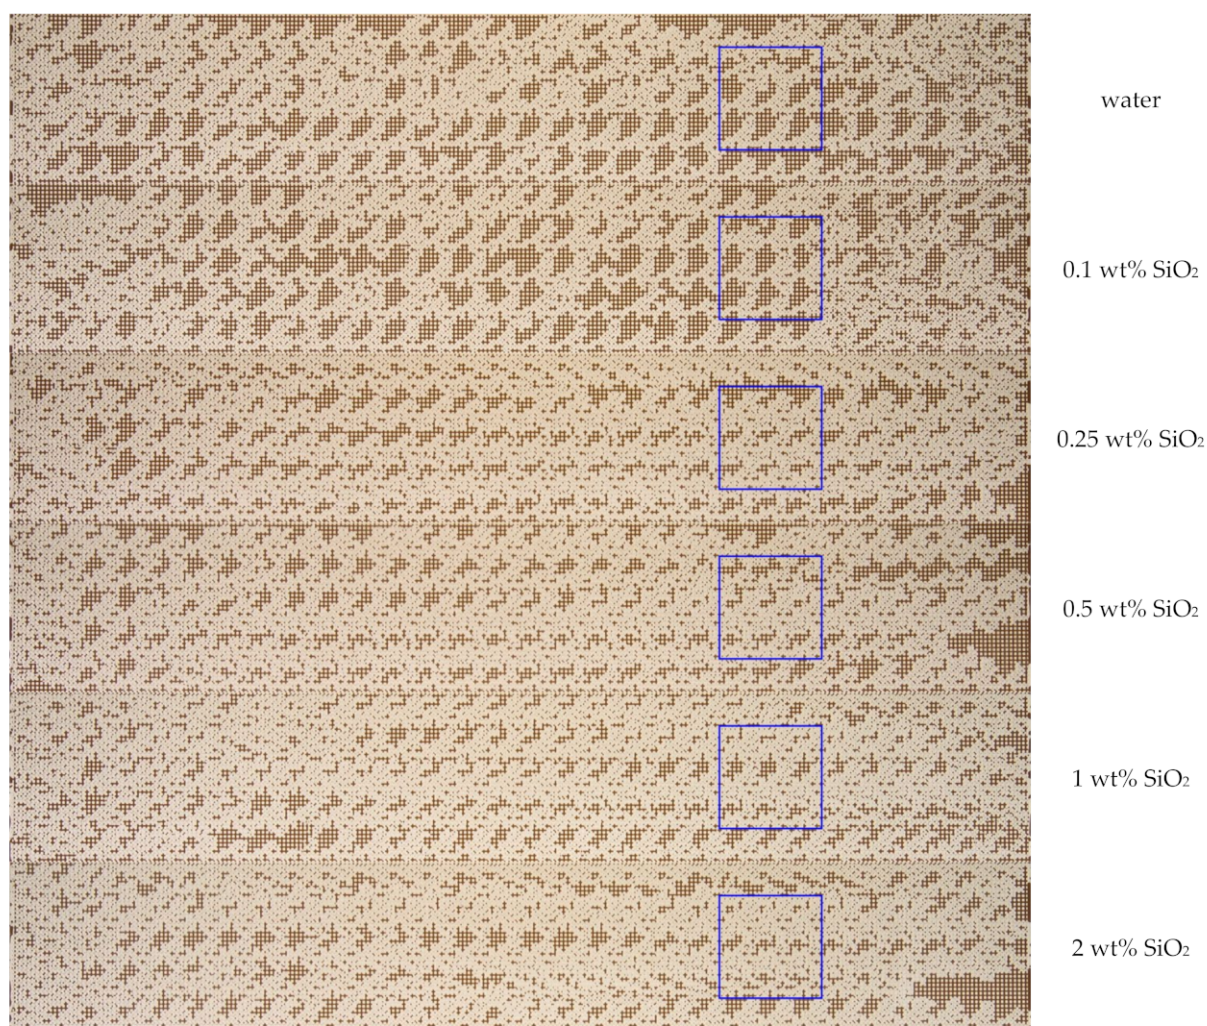 water
0.1 wt% SiO₂
0.25 wt% SiO₂
0.5 wt% SiO₂
1 wt% SiO₂
2 wt% SiO₂